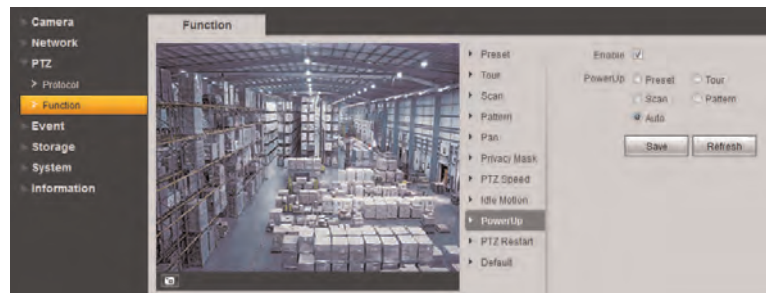 Camera
Network
PTZ
Protocol
Function
Event
Storage
System
Information
Function
Preset
Tour
Scan
Pattern
Pan
Privacy Mask
PTZ Speed
Idle Motion
PowerUp
PTZ Restart
Default
Enable
PowerUp Preset Tour
Scan Pattern
Auto
Save Refresh